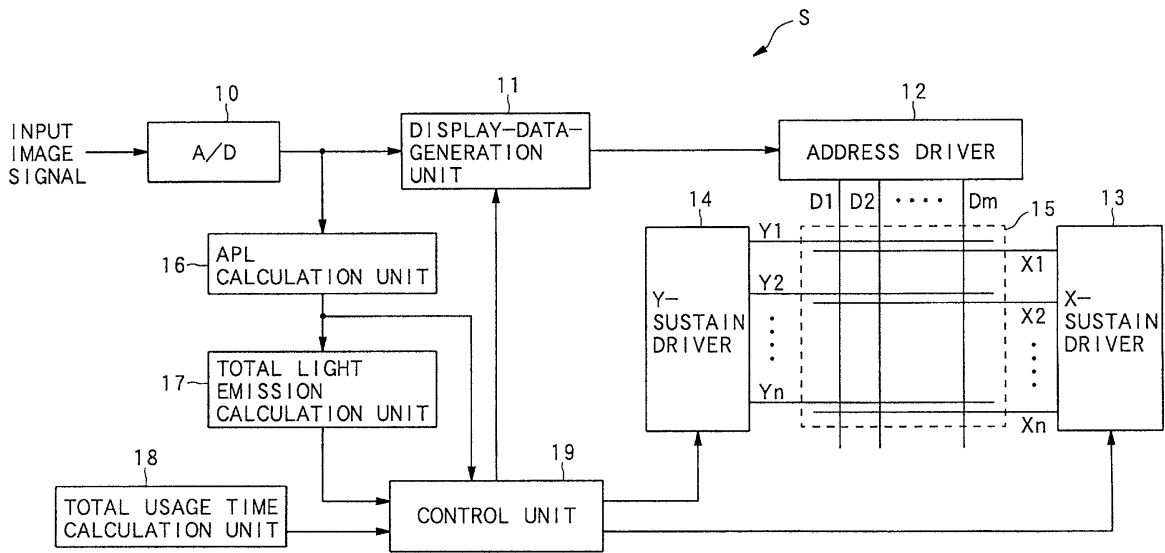 S
10
11
12
INPUT
IMAGE
SIGNAL
A/D
DISPLAY-DATA-
GENERATION
UNIT
ADDRESS DRIVER
D1 D2 ···· Dm
14
15
13
16
APL
CALCULATION UNIT
Y1
X1
Y2
X2
Y-
SUSTAIN
DRIVER
X-
SUSTAIN
DRIVER
Yn
Xn
17
TOTAL LIGHT
EMISSION
CALCULATION UNIT
18
TOTAL USAGE TIME
CALCULATION UNIT
19
CONTROL UNIT